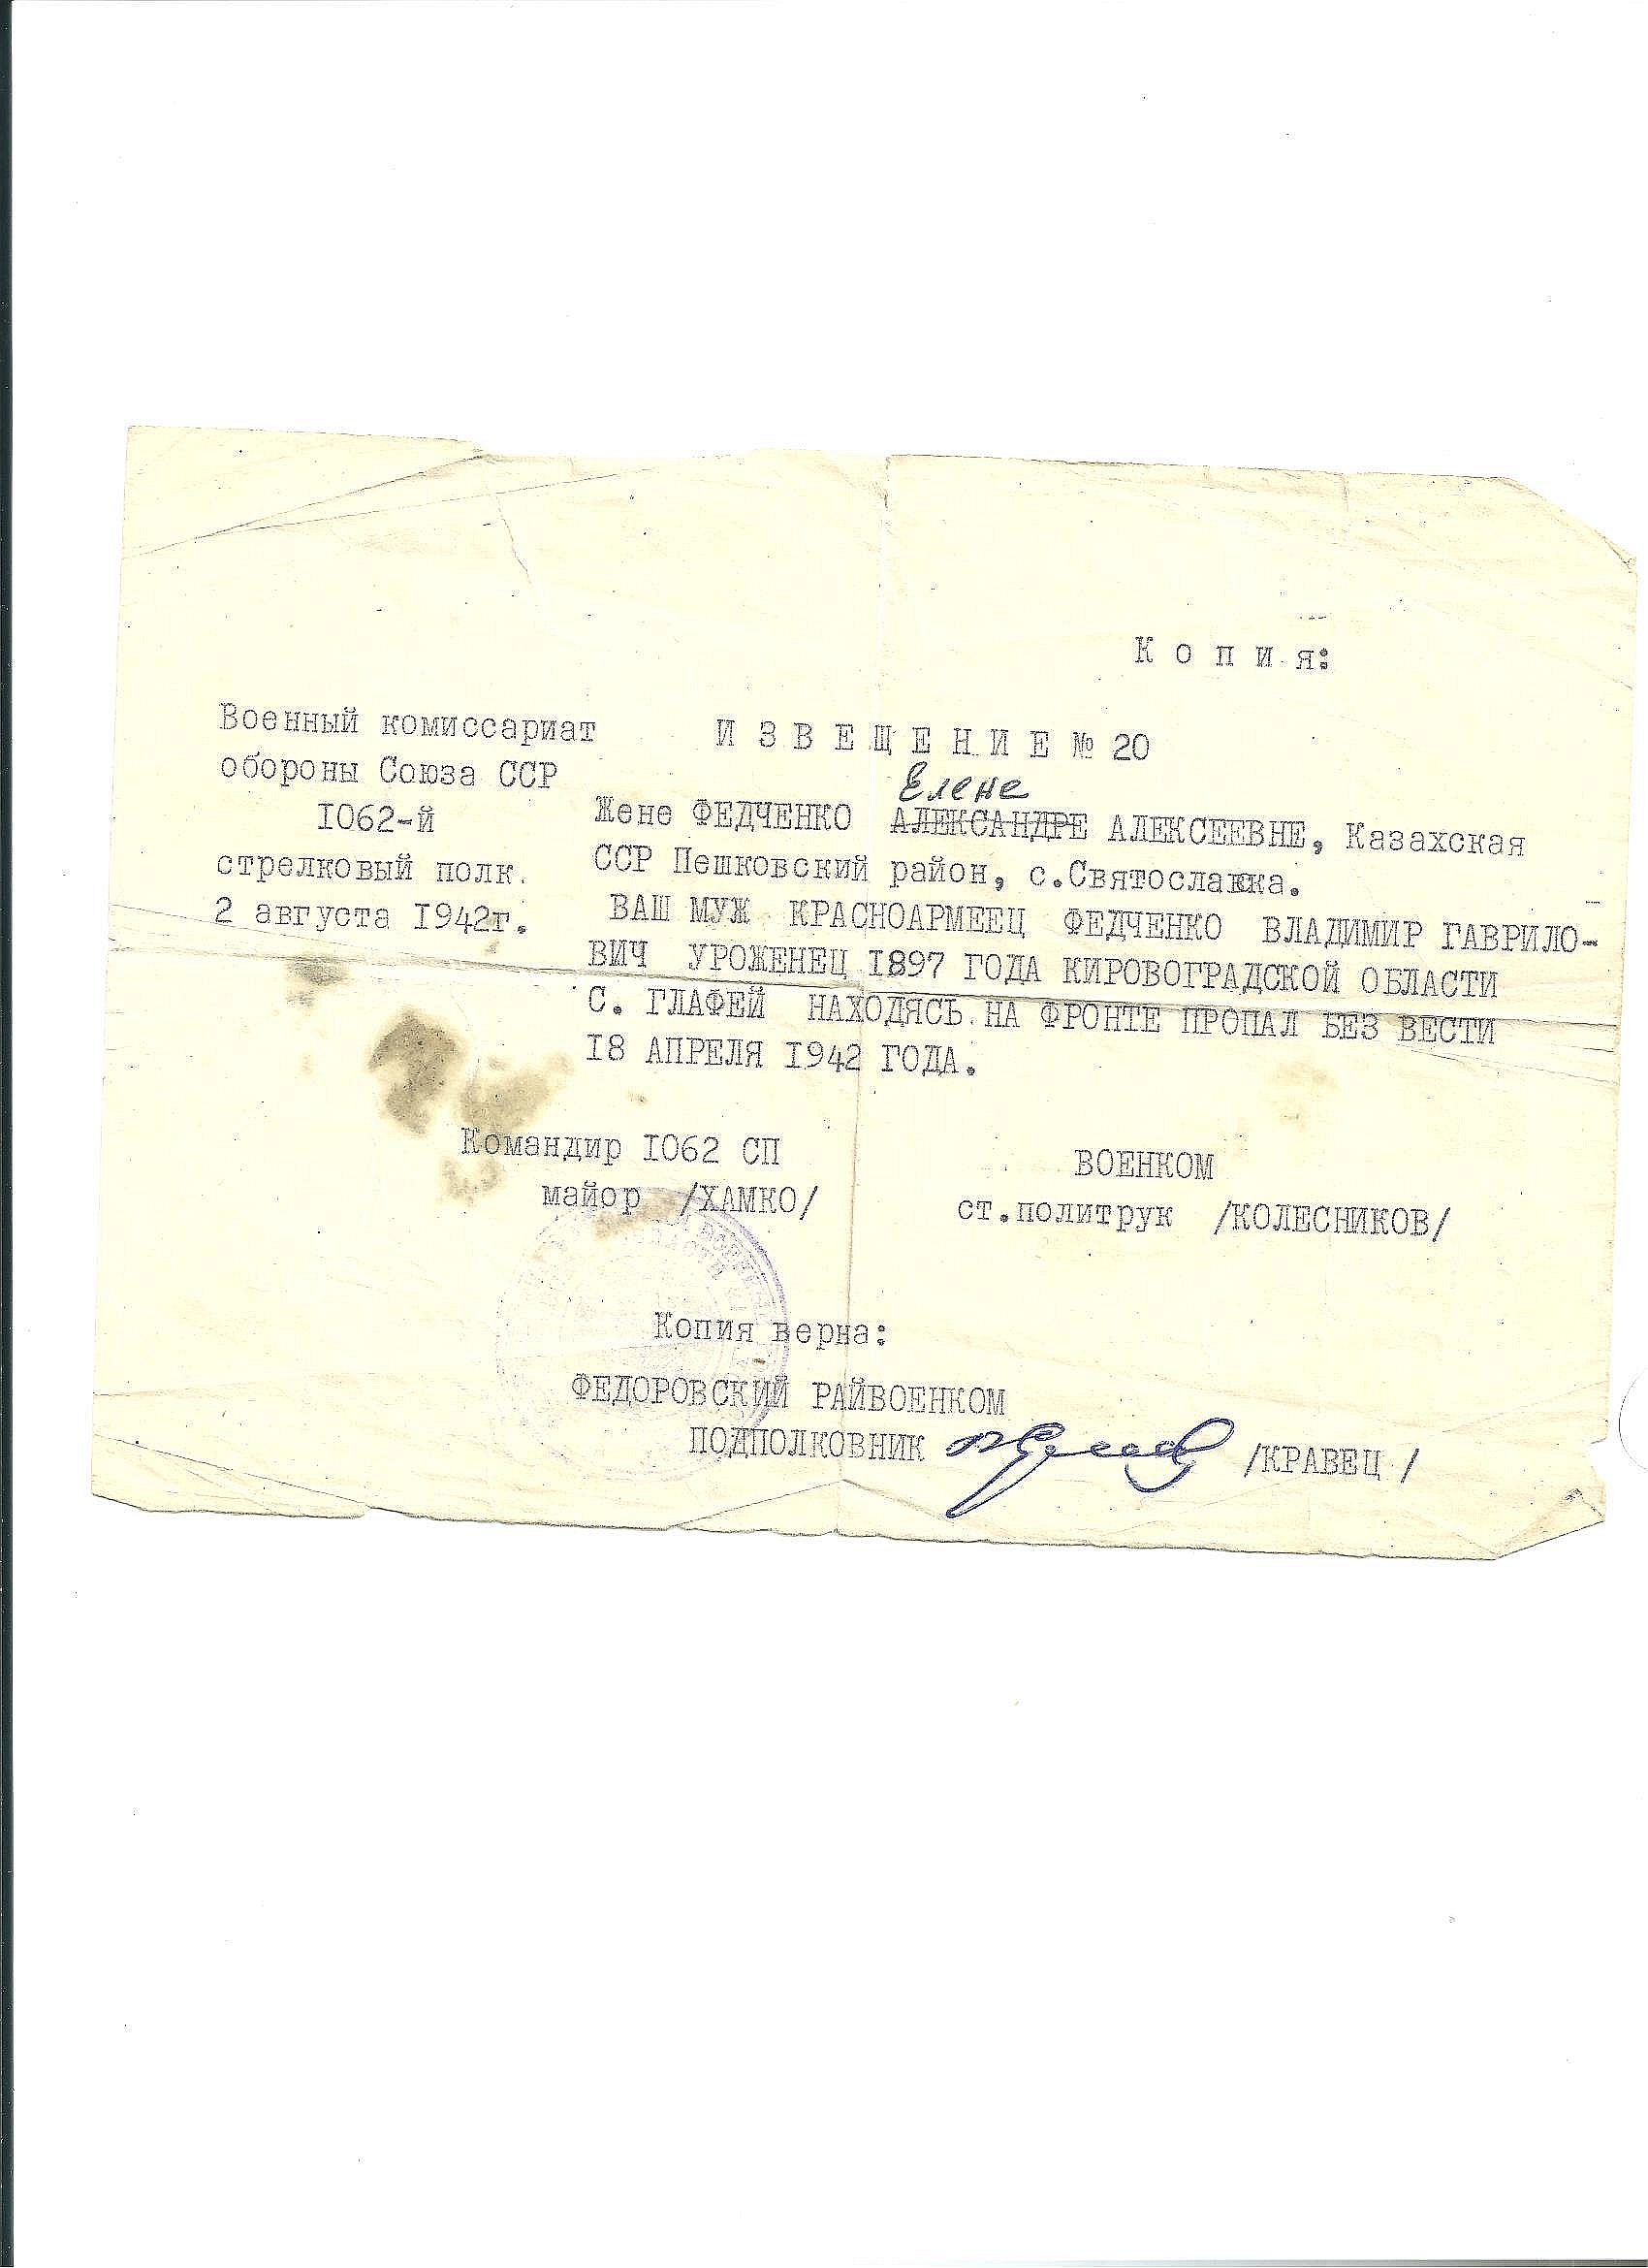 К о п и я:
Военный комиссариат
обороны Союза ССР
1062-й
стрелковый полк.
2 августа 1942г.
И З В Е Щ Е Н И Е № 20
Елене
Жене ФЕДЧЕНКО АЛЕКСАНДРЕ АЛЕКСЕЕВНЕ, Казахская
ССР Пешковский район, с.Святославка.
ВАШ МУЖ КРАСНОАРМЕЕЦ ФЕДЧЕНКО ВЛАДИМИР ГАВРИЛО-
ВИЧ УРОЖЕНЕЦ 1897 ГОДА КИРОВОГРАДСКОЙ ОБЛАСТИ
С. ГЛАФЕЙ НАХОДЯСЬ НА ФРОНТЕ ПРОПАЛ БЕЗ ВЕСТИ
18 АПРЕЛЯ 1942 ГОДА.
Командир 1062 СП
майор /ХАМКО/
ВОЕНКОМ
ст.политрук /КОЛЕСНИКОВ/
Копия верна:
ФЕДОРОВСКИЙ РАЙВОЕНКОМ
ПОДПОЛКОВНИК /КРАВЕЦ /